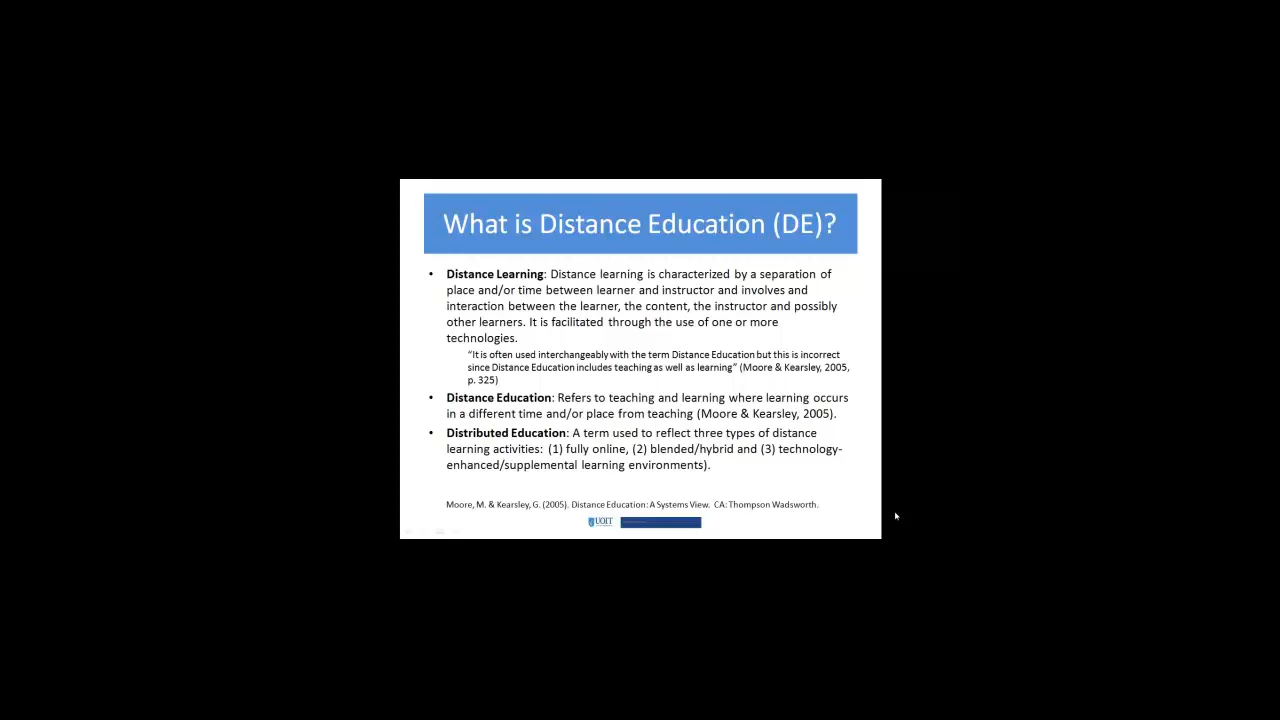 What is Distance Education (DE)?
• Distance Learning: Distance learning is characterized by a separation of
place and/or time between learner and instructor and involves and
interaction between the learner, the content, the instructor and possibly
other learners. It is facilitated through the use of one or more
technologies.
“It is often used interchangeably with the term Distance Education but this is incorrect
since Distance Education includes teaching as well as learning” (Moore & Kearsley, 2005,
p. 325)
• Distance Education: Refers to teaching and learning where learning occurs
in a different time and/or place from teaching (Moore & Kearsley, 2005).
• Distributed Education: A term used to reflect three types of distance
learning activities: (1) fully online, (2) blended/hybrid and (3) technology-
enhanced/supplemental learning environments).
Moore, M. & Kearsley, G. (2005). Distance Education: A Systems View. CA: Thompson Wadsworth.
UOIT